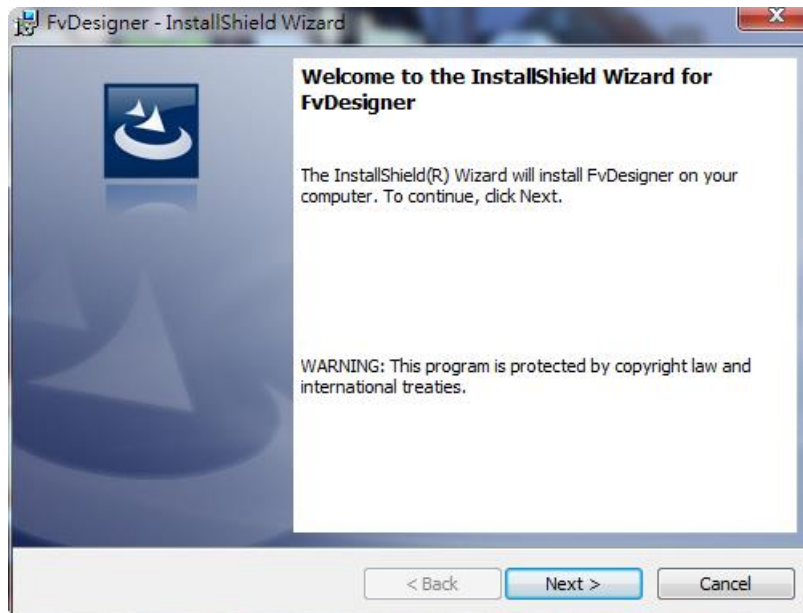 FvDesigner - InstallShield Wizard
Welcome to the InstallShield Wizard for
FvDesigner
The InstallShield(R) Wizard will install FvDesigner on your
computer. To continue, click Next.
WARNING: This program is protected by copyright law and
international treaties.
< Back
Next >
Cancel